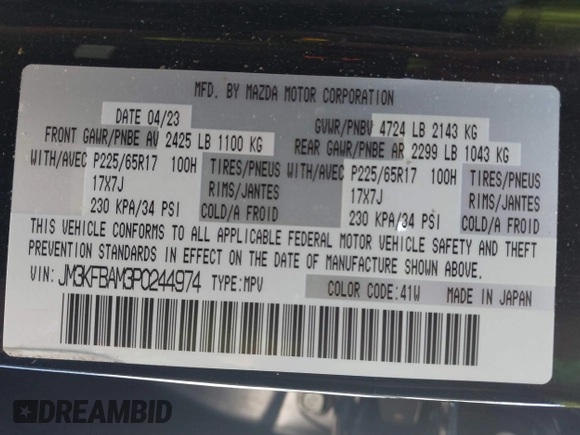 MFD. BY MAZDA MOTOR CORPORATION
DATE 04/23 GVWR/PNBV 4724 LB 2143 KG
FRONT GAWR/PNBE AV 2425 LB 1100 KG REAR GAWR/PNBE AR 2299 LB 1043 KG
WITH/AVEC P225/65R17 100H TIRES/PNEUS WITH/AVEC P225/65R17 100H TIRES/PNEUS
17X7J RIMS/JANTES 17X7J RIMS/JANTES
230 KPA/34 PSI COLD/A FROID 230 KPA/34 PSI COLD/A FROID
THIS VEHICLE CONFORMS TO ALL APPLICABLE FEDERAL MOTOR VEHICLE SAFETY AND THEFT
PREVENTION STANDARDS IN EFFECT ON THE DATE OF MANUFACTURE SHOWN ABOVE.
VIN: JM3KFBAM3P0244974 TYPE:MPV COLOR CODE:41W MADE IN JAPAN
DREAMBID